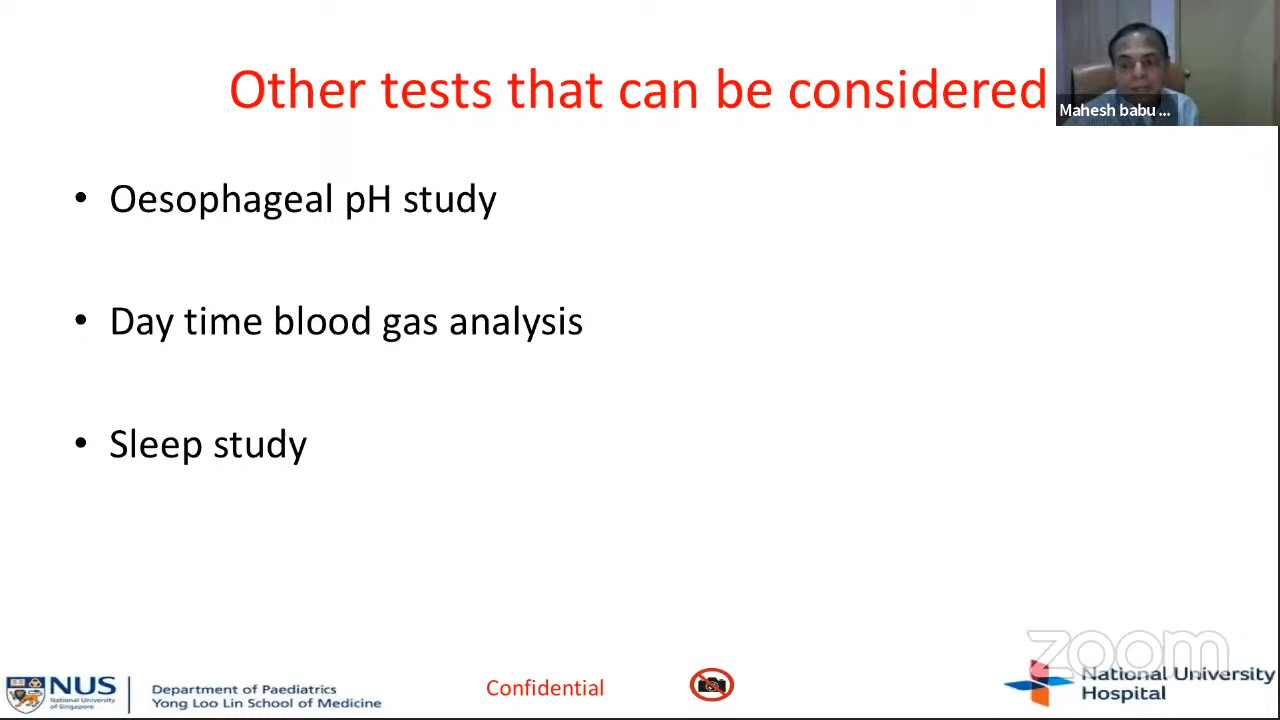 Other tests that can be considered
Mahesh babu ...
• Oesophageal pH study
• Day time blood gas analysis
• Sleep study
zoom
NUS
National University
of Singapore
Department of Paediatrics
Yong Loo Lin School of Medicine
Confidential
National University
Hospital